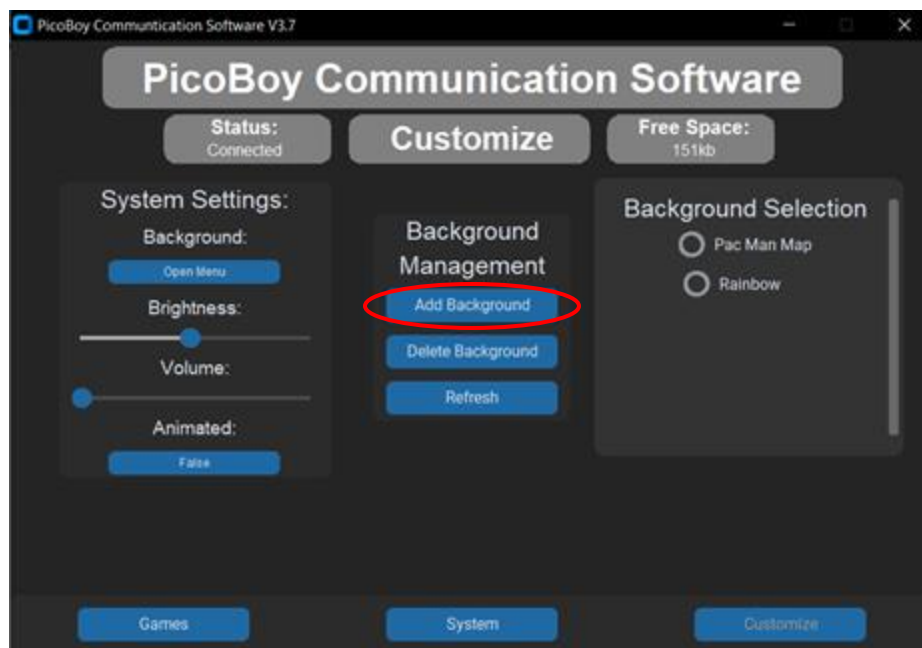 PicoBoy Communtication Software V3.7
PicoBoy Communication Software
Status:
Connected
Customize
Free Space:
151kb
System Settings:
Background:
Open Menu
Brightness:
Volume:
Animated:
False
Background
Management
Add Background
Delete Background
Refresh
Background Selection
Pac Man Map
Rainbow
Games
System
Customize